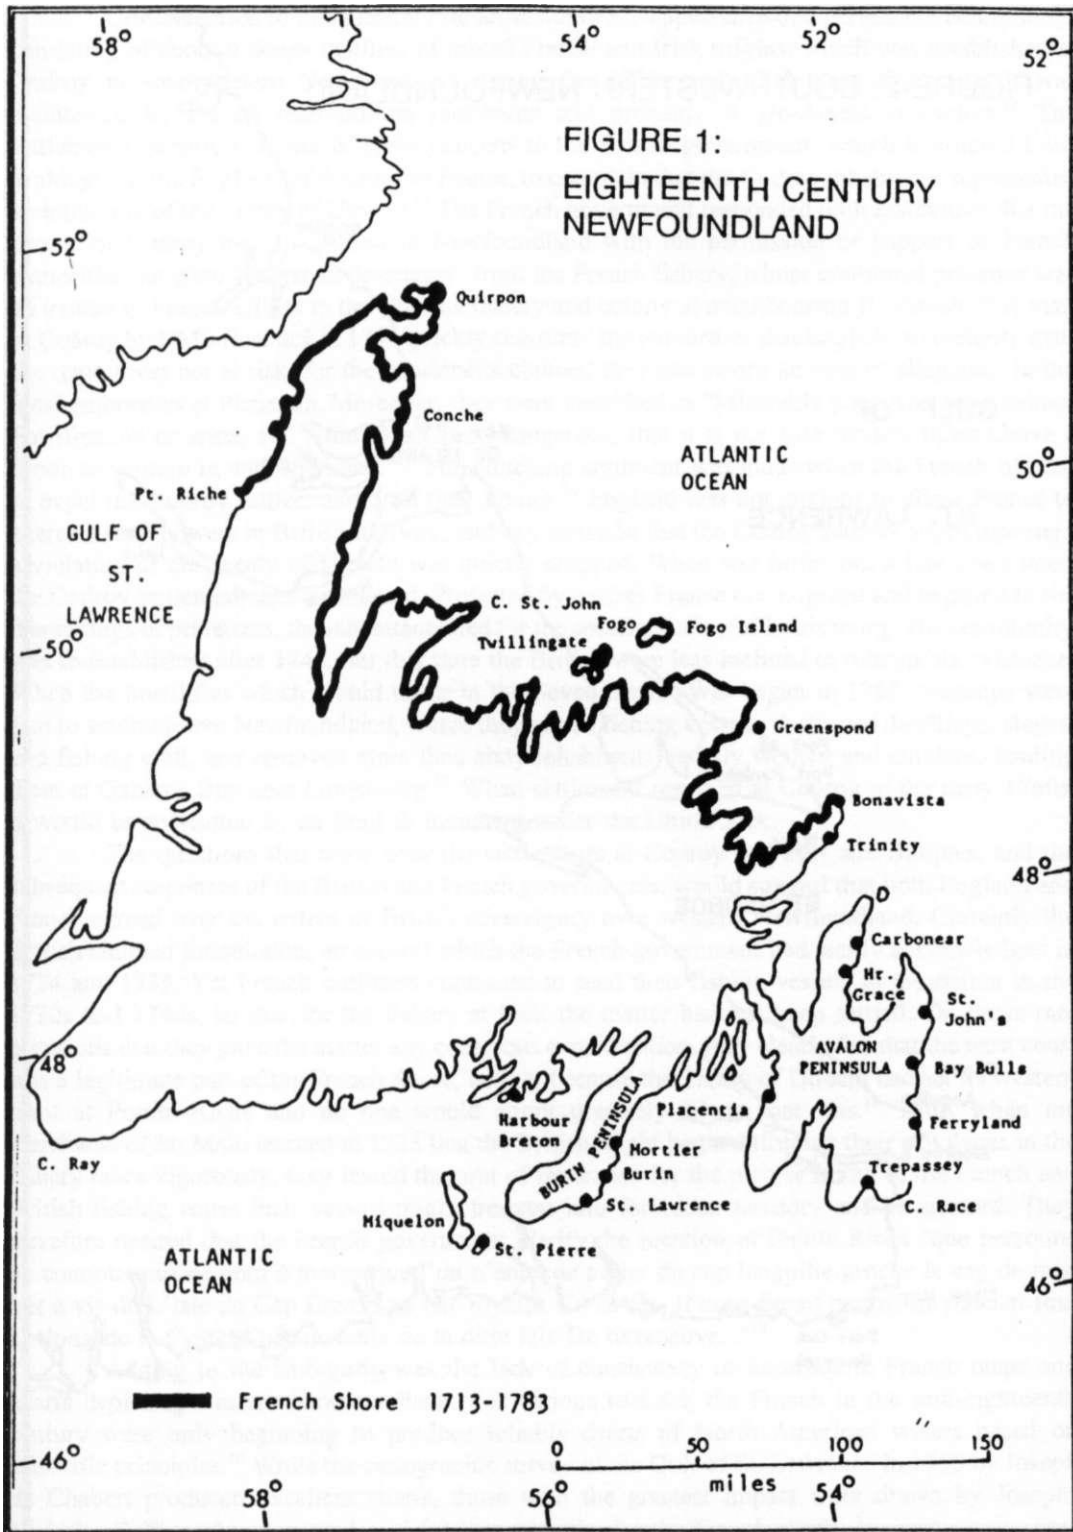 58°
54°
52°
52°
FIGURE 1:
EIGHTEENTH CENTURY
NEWFOUNDLAND
52°
Quirpon
Conche
ATLANTIC
OCEAN
50°
Pt. Riche
GULF OF
ST.
LAWRENCE
C. St. John
Fogo
Fogo Island
Twillingate
50°
Greenspond
Bonavista
Trinity
48°
Carbonear
Hr.
Grace
St.
John's
AVALON
PENINSULA
Bay Bulls
48°
Placentia
Harbour
Breton
BURIN PENINSULA
Ferryland
Mortier
C. Ray
Burin
Trepassey
St. Lawrence
C. Race
Miquelon
St. Pierre
ATLANTIC
OCEAN
46°
French Shore 1713-1783
46°
0 50 100 150
miles
58°
56°
54°